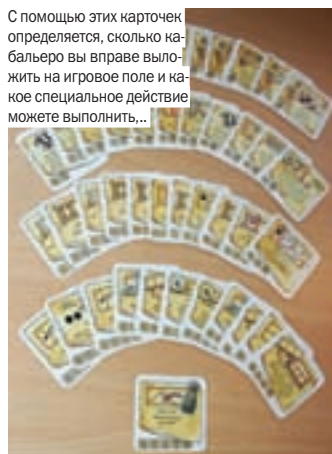 С помощью этих карточек
определяется, сколько ка-
бальеро вы вправе выло-
жить на игровое поле и ка-
кое специальное действие
можете выполнить,..